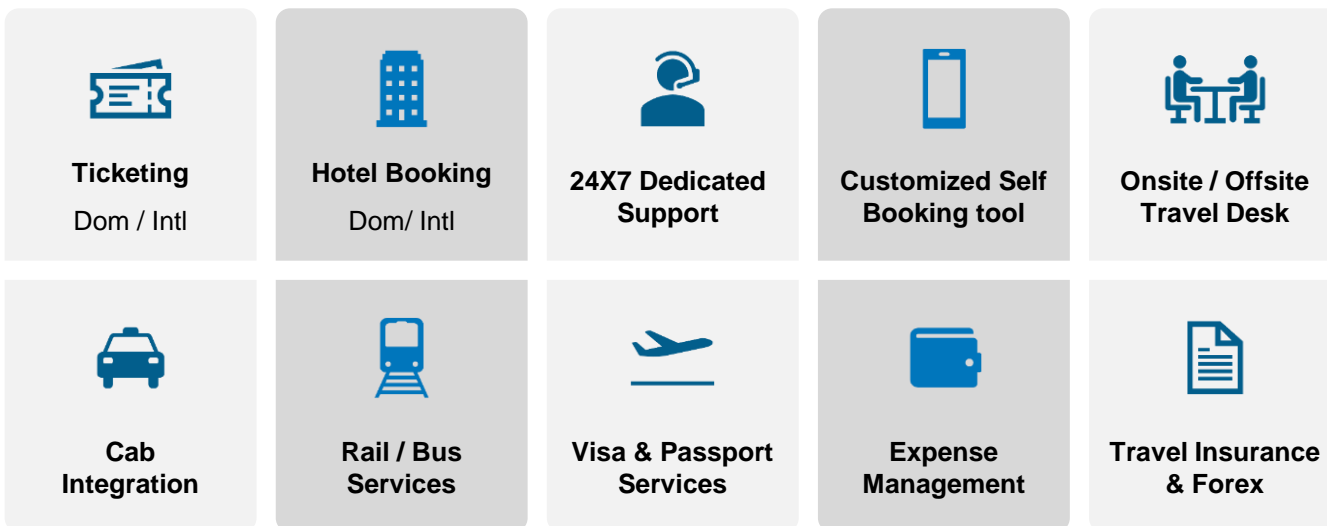 Ticketing
Dom / Intl
Hotel Booking
Dom/ Intl
24X7 Dedicated
Support
Customized Self
Booking tool
Onsite / Offsite
Travel Desk
Cab
Integration
Rail / Bus
Services
Visa & Passport
Services
Expense
Management
Travel Insurance
& Forex